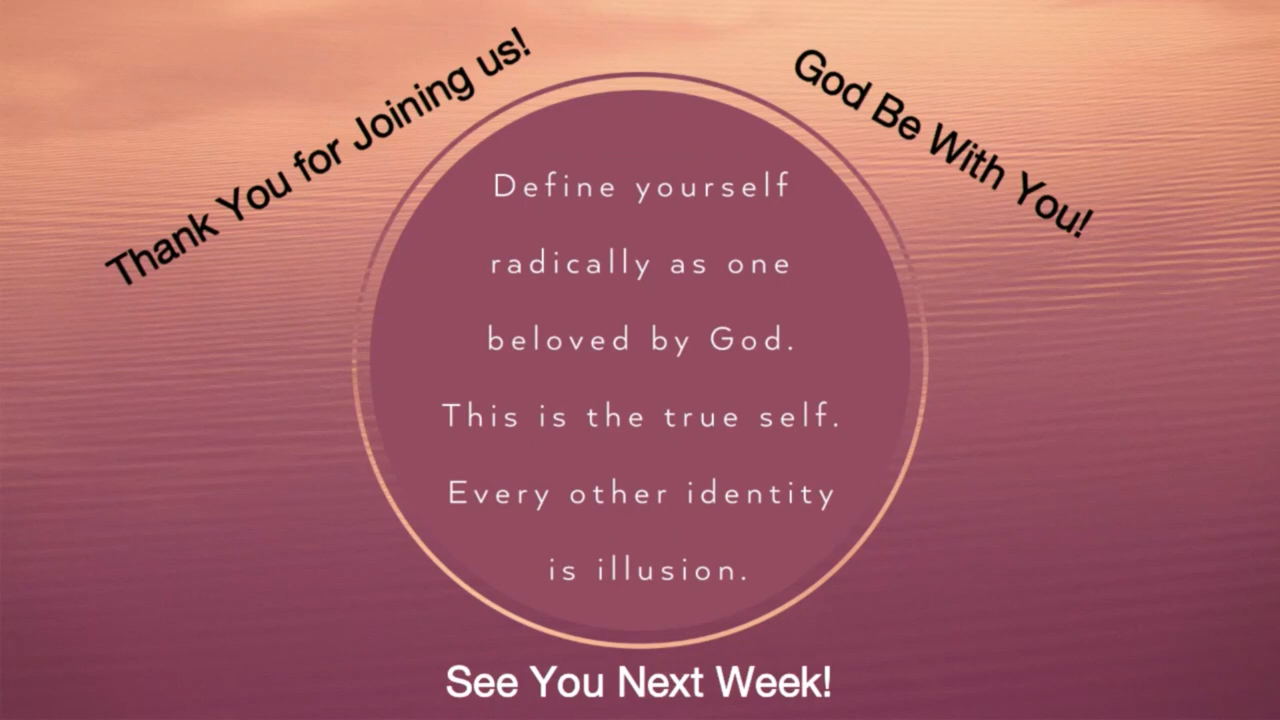 Thank You for Joining us!
God Be With You!
Define yourself
radically as one
beloved by God.
This is the true self.
Every other identity
is illusion.
See You Next Week!